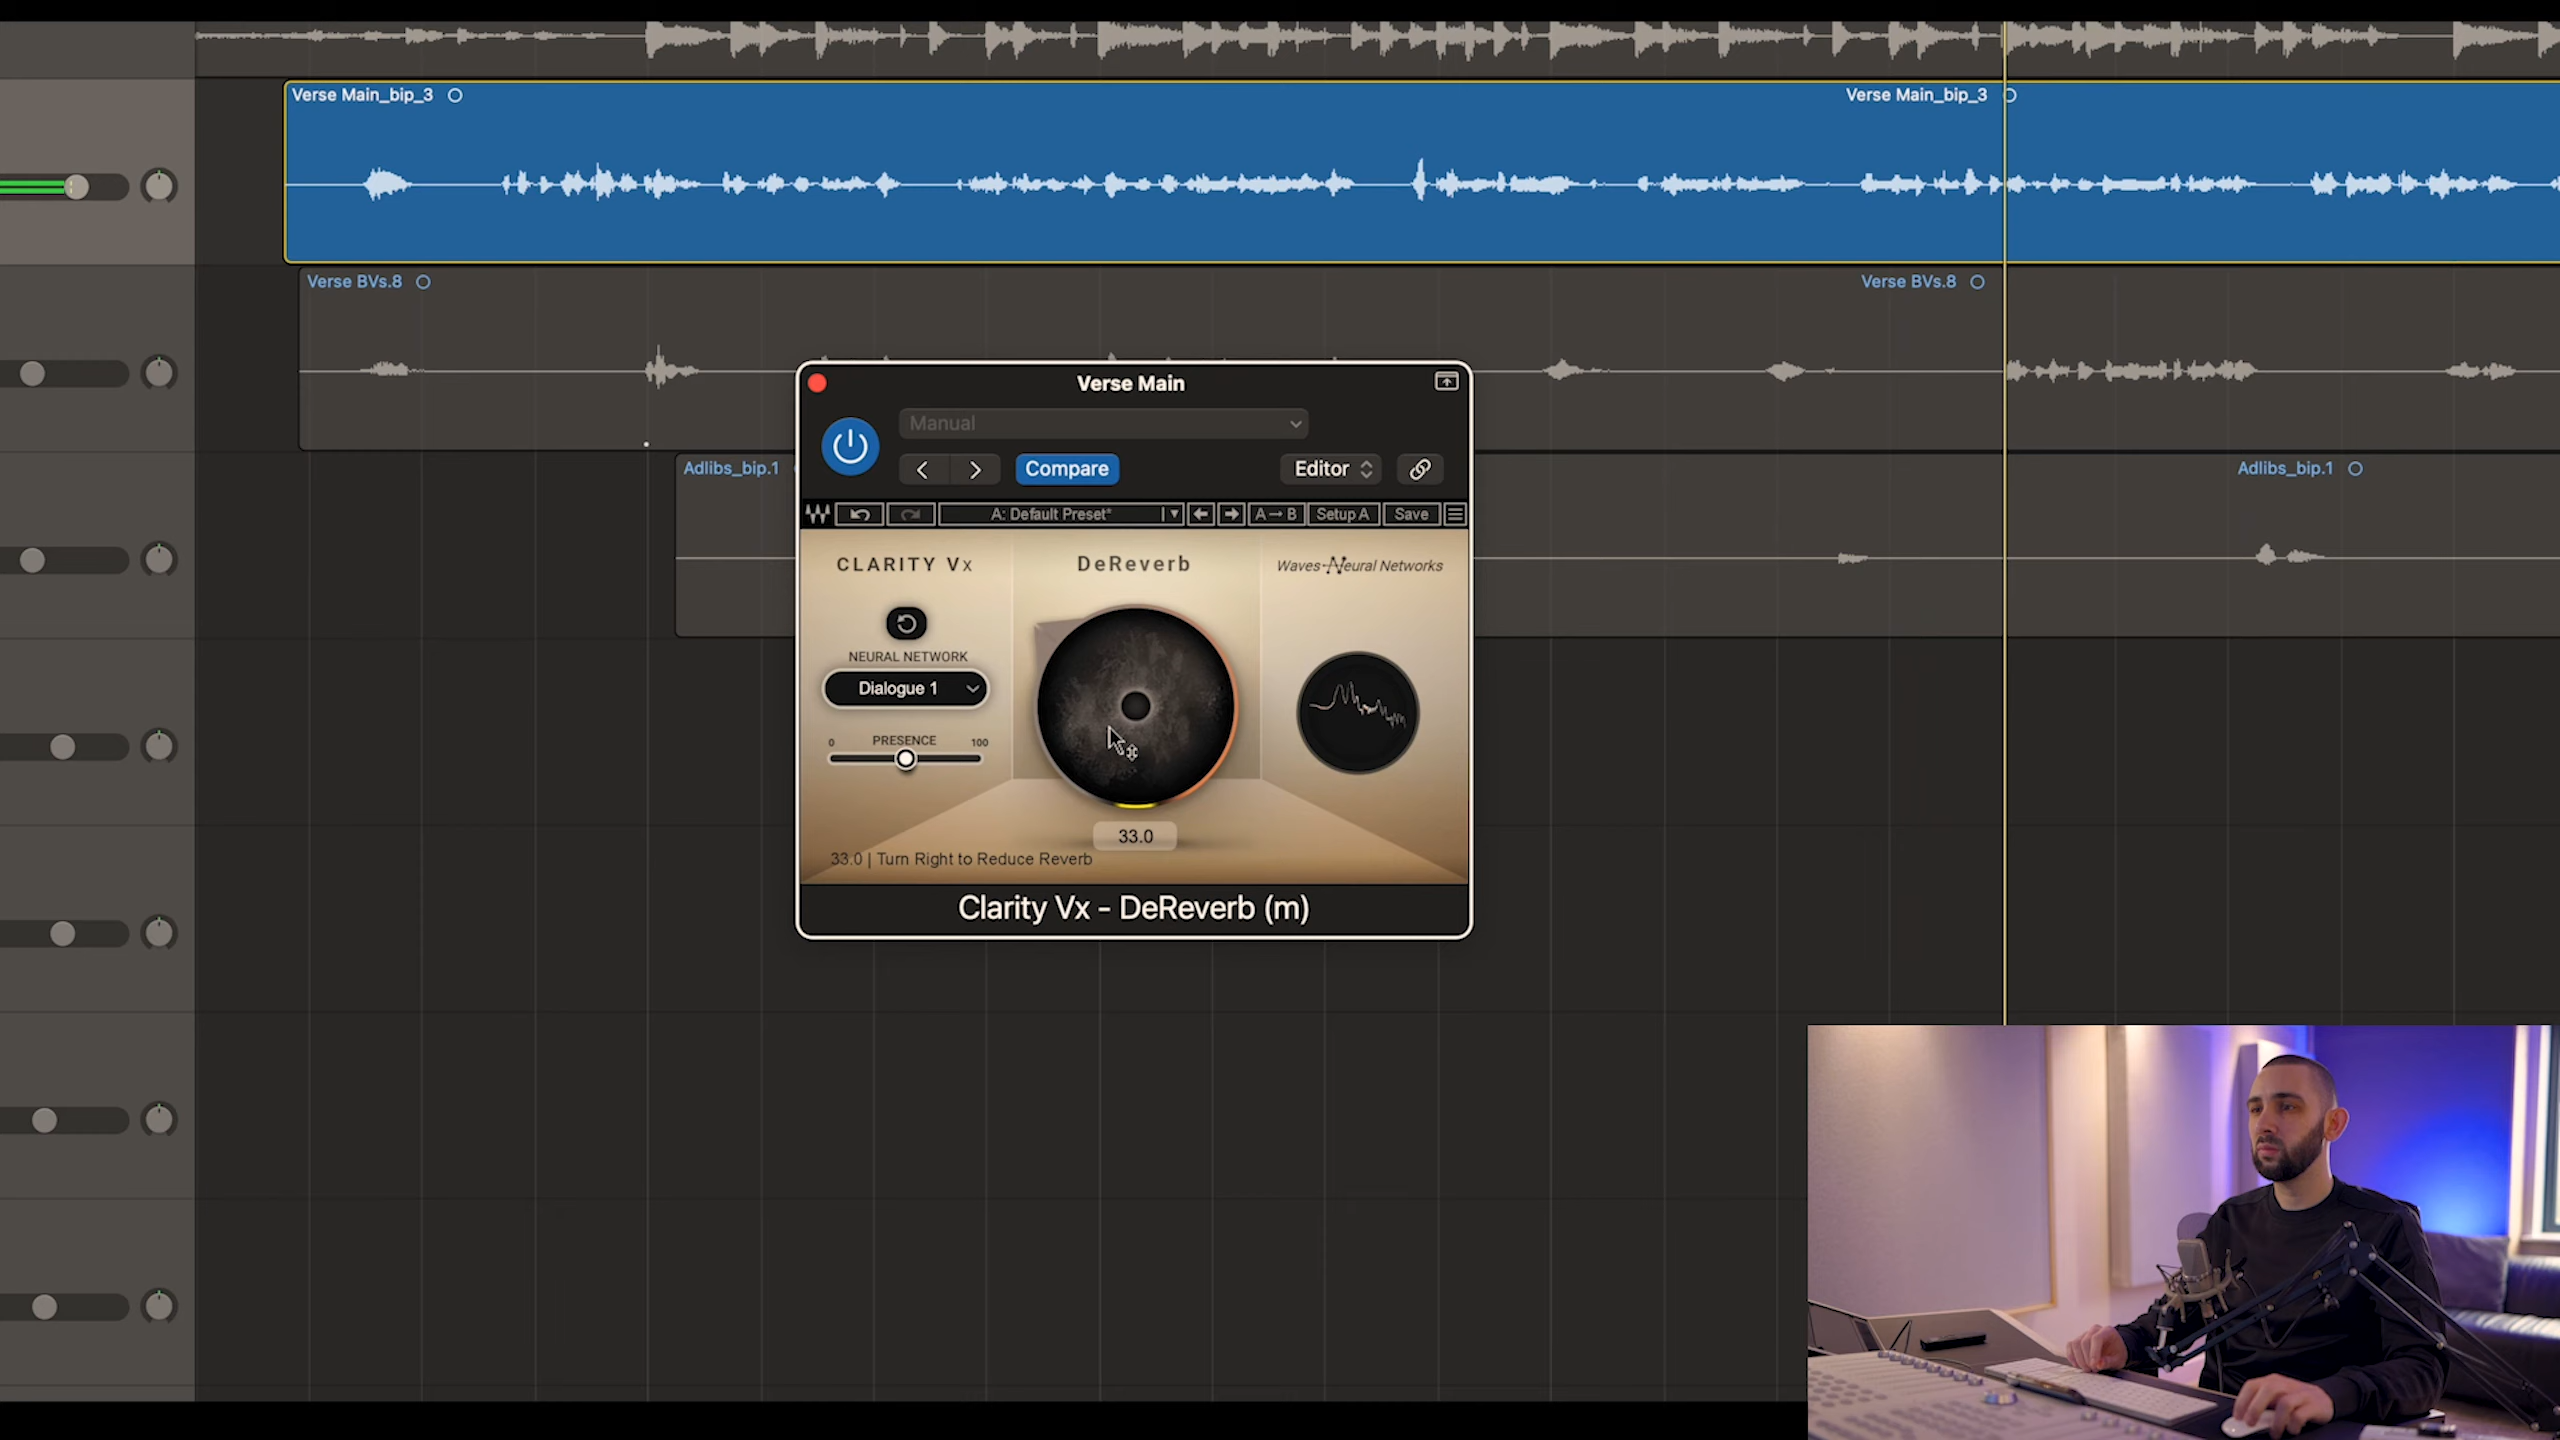 Verse Main_bip_3
Verse Main_bip_3
Verse BVs.8
Verse BVs.8
Adlibs_bip.1
Adlibs_bip.1
Verse Main
Manual
Compare
Editor
A: Default Preset*
A→B
Setup A
Save
CLARITY Vx
DeReverb
Waves Neural Networks
NEURAL NETWORK
Dialogue 1
0 PRESENCE 100
33.0
33.0 | Turn Right to Reduce Reverb
Clarity Vx - DeReverb (m)